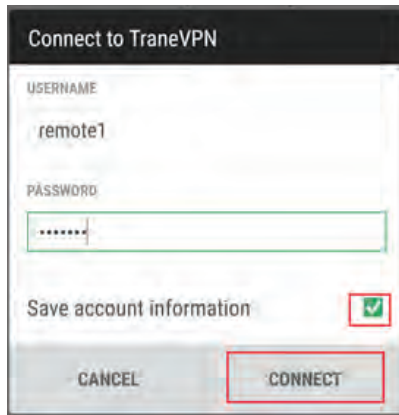 Connect to TraneVPN
USERNAME
remote1
PASSWORD
•••••••
Save account information
CANCEL CONNECT